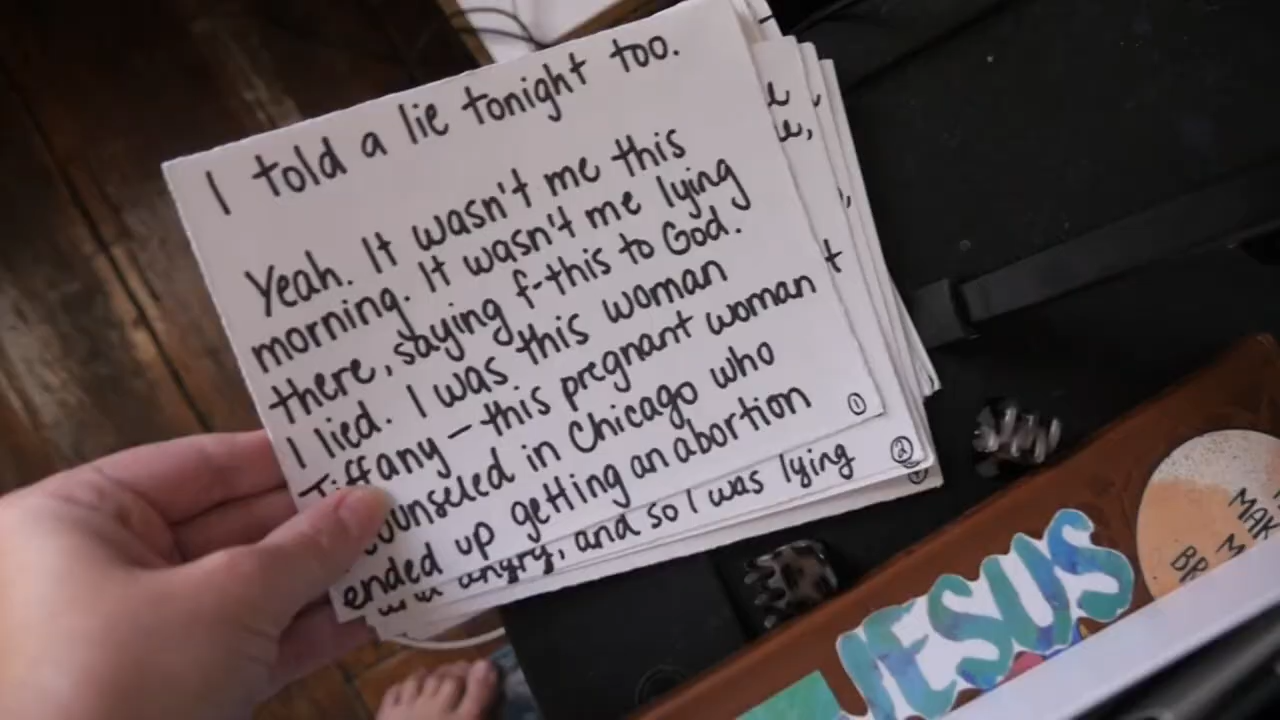 I told a lie tonight too.
Yeah. It wasn't me this
morning. It wasn't me lying
there, saying f-this to God.
I lied. I was this woman
Tiffany – this pregnant woman
counseled in Chicago who
ended up getting an abortion
①
angry, and so I was lying
②
JESUS